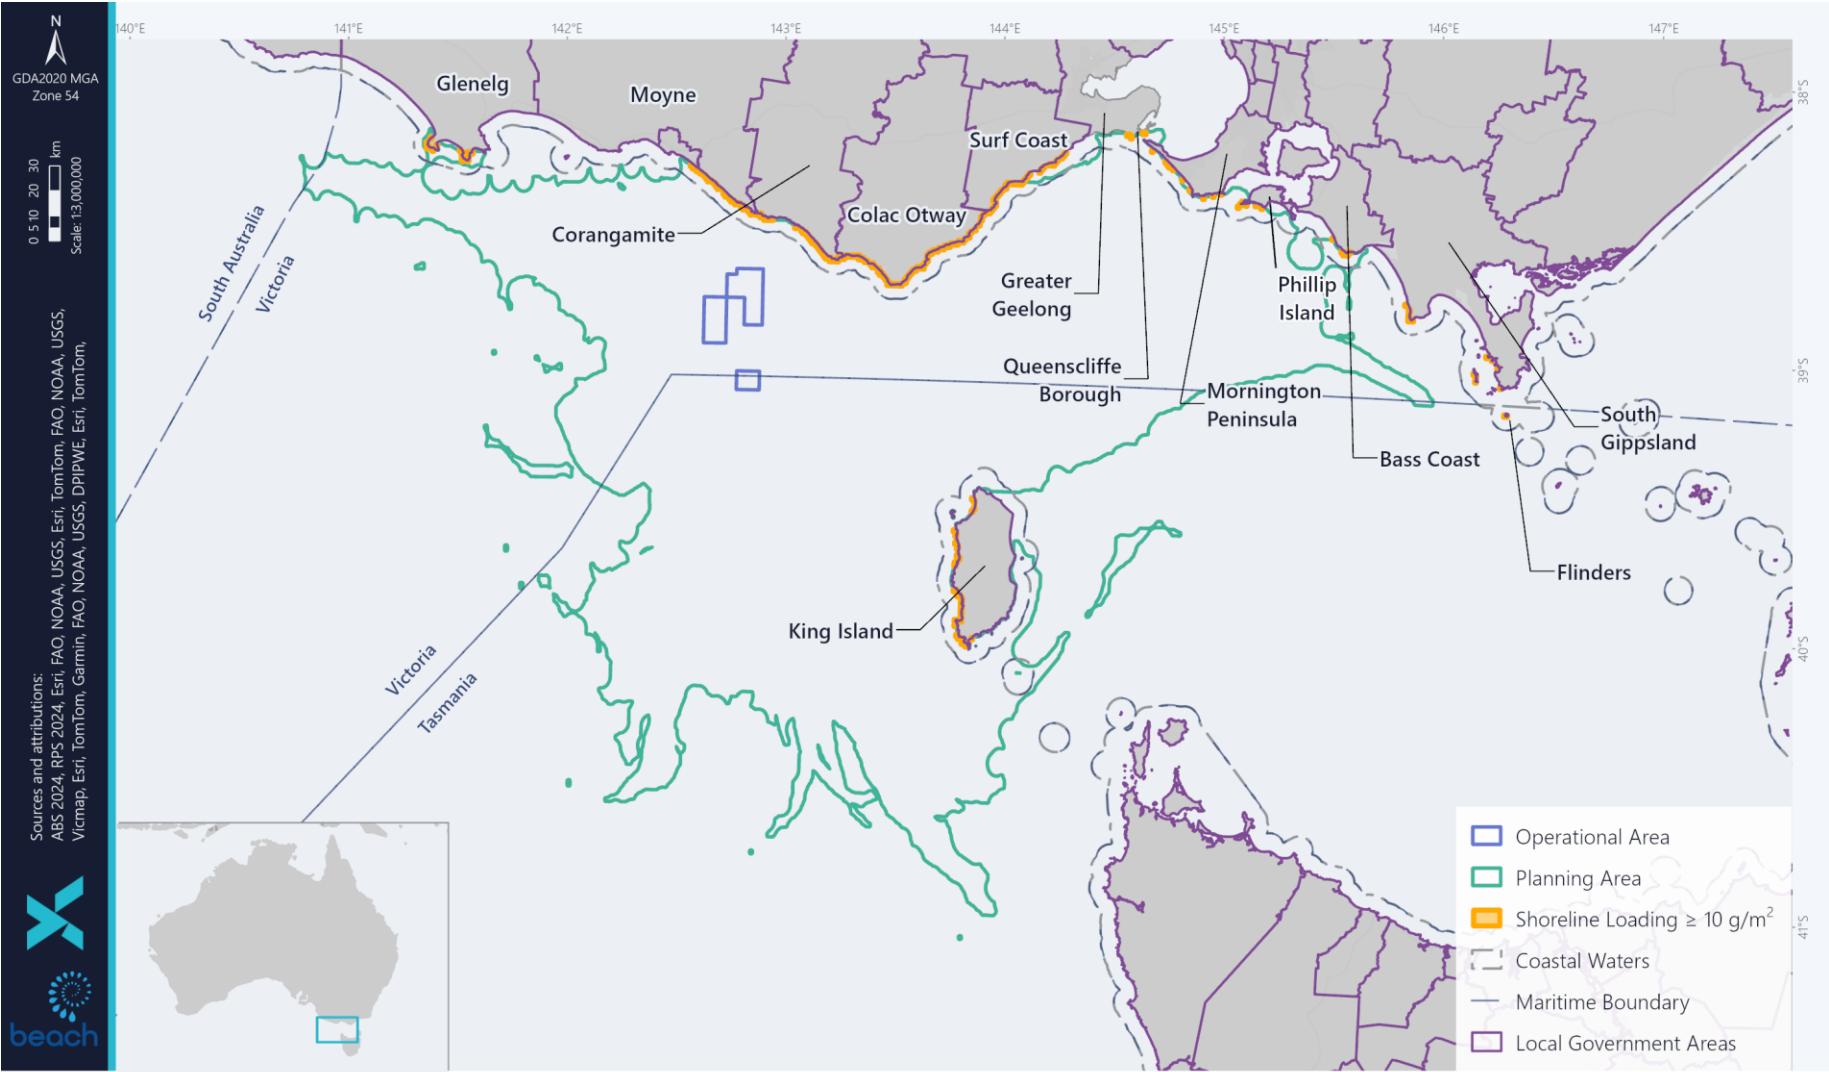 N
GDA2020 MGA
Zone 54
0 5 10 20 30
km
Scale: 1:3,000,000
Sources and attributions:
ABS 2024, RPS 2024, Esri, FAO, NOAA, USGS, Esri, TomTom, FAO, NOAA, USGS,
Vicmap, Esri, TomTom, Garmin, FAO, NOAA, USGS, DPIPWE, Esri, TomTom,
beach
140°E
141°E
142°E
143°E
144°E
145°E
146°E
147°E
38°S
39°S
40°S
41°S
Glenelg
Moyne
Surf Coast
Colac Otway
Corangamite
South Australia
Victoria
Greater
Geelong
Phillip
Island
Queenscliffe
Borough
Mornington
Peninsula
South
Gippsland
Bass Coast
Flinders
King Island
Victoria
Tasmania
Operational Area
Planning Area
Shoreline Loading ≥ 10 g/m²
Coastal Waters
Maritime Boundary
Local Government Areas